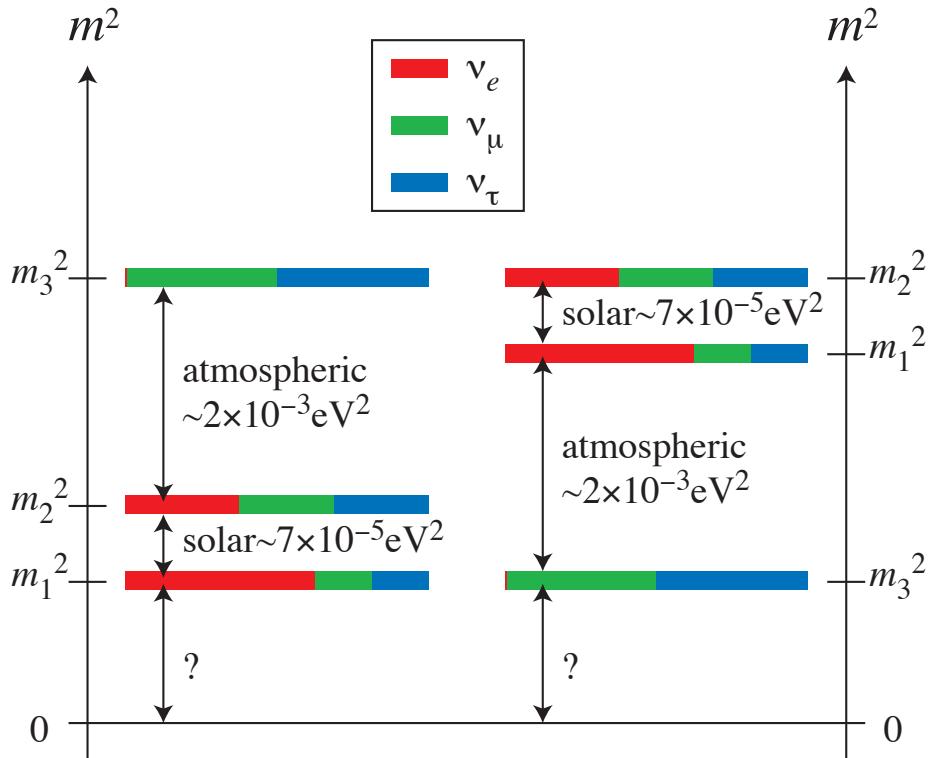 m²
m²
νe
νμ
ντ
m₃²
m₂²
solar~7×10⁻⁵eV²
m₁²
atmospheric
~2×10⁻³eV²
atmospheric
~2×10⁻³eV²
m₂²
solar~7×10⁻⁵eV²
m₁²
m₃²
?
?
0
0